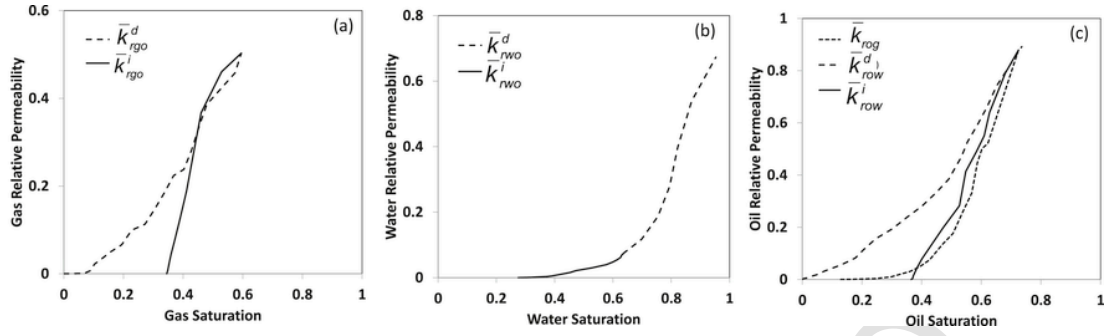 (a)
k̄ᵈrgo
k̄ⁱrgo
Gas Relative Permeability
0.6
0.4
0.2
0
0 0.2 0.4 0.6 0.8 1
Gas Saturation
(b)
k̄ᵈrwo
k̄ⁱrwo
Water Relative Permeability
0.8
0.6
0.4
0.2
0
0 0.2 0.4 0.6 0.8 1
Water Saturation
(c)
k̄rog
k̄ᵈrow)
k̄ⁱrow
Oil Relative Permeability
1
0.8
0.6
0.4
0.2
0
0 0.2 0.4 0.6 0.8 1
Oil Saturation